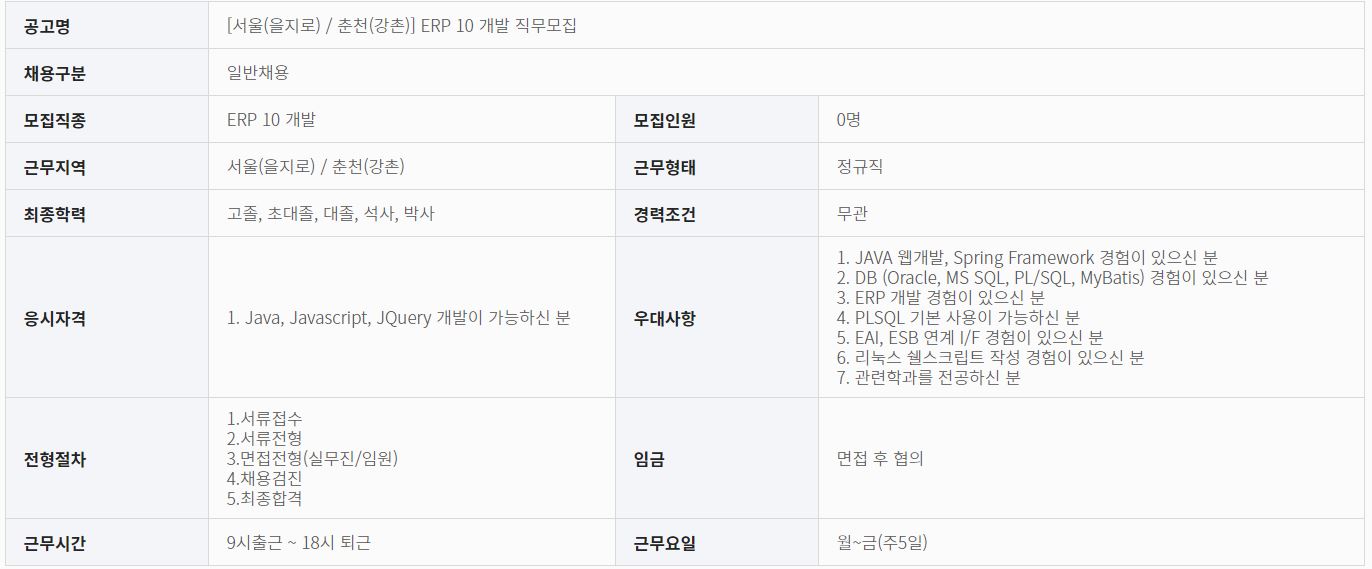 공고명
[서울(을지로) / 춘천(강촌)] ERP 10 개발 직무모집
채용구분
일반채용
모집직종
ERP 10 개발
모집인원
0명
근무지역
서울(을지로) / 춘천(강촌)
근무형태
정규직
최종학력
고졸, 초대졸, 대졸, 석사, 박사
경력조건
무관
응시자격
1. Java, Javascript, JQuery 개발이 가능하신 분
우대사항
1. JAVA 웹개발, Spring Framework 경험이 있으신 분
2. DB (Oracle, MS SQL, PL/SQL, MyBatis) 경험이 있으신 분
3. ERP 개발 경험이 있으신 분
4. PLSQL 기본 사용이 가능하신 분
5. EAI, ESB 연계 I/F 경험이 있으신 분
6. 리눅스 쉘스크립트 작성 경험이 있으신 분
7. 관련학과를 전공하신 분
전형절차
1.서류접수
2.서류전형
3.면접전형(실무진/임원)
4.채용검진
5.최종합격
임금
면접 후 협의
근무시간
9시출근 ~ 18시 퇴근
근무요일
월~금(주5일)